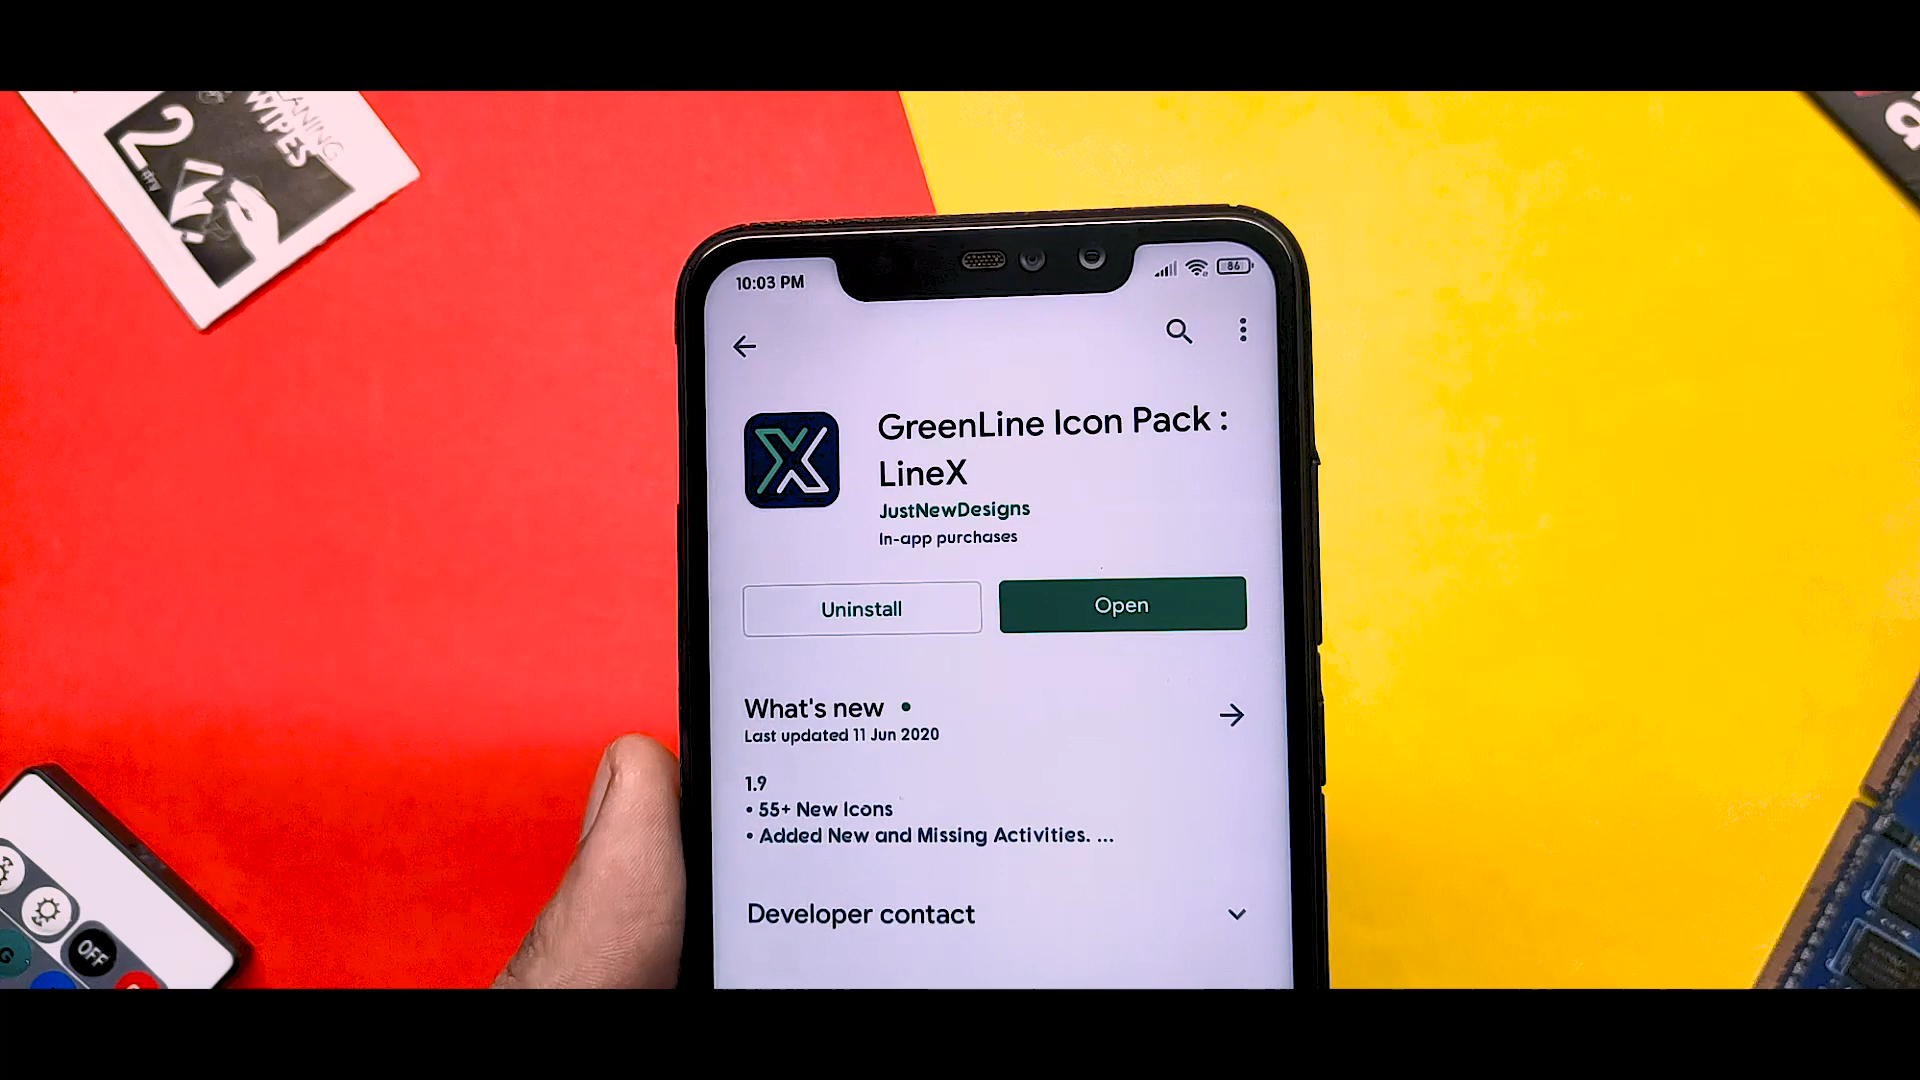 2
WIPES
10:03 PM
86
GreenLine Icon Pack :
LineX
JustNewDesigns
In-app purchases
Uninstall
Open
What's new •
Last updated 11 Jun 2020
1.9
• 55+ New Icons
• Added New and Missing Activities. ...
Developer contact
OFF
G